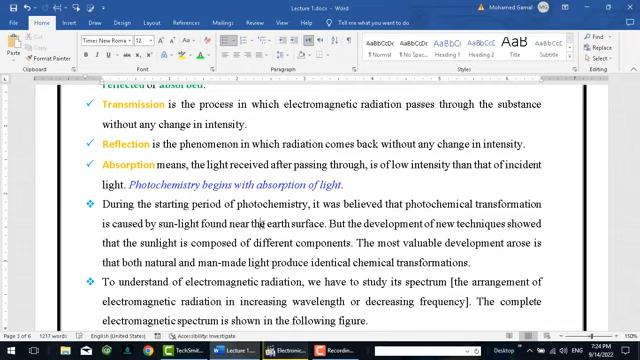 Lecture 1.docx - Word
Mohamed Gamal
MG
File Home Insert Draw Design Layout References Mailings Review View Help Tell me what you want to do
Paste
Cut
Copy
Format Painter
Clipboard
Times New Roma 12
Font
Paragraph
AaBbCcDc AaBbCcDc AaBbCc AaBbCcC AaB AaBbCcD
¶ Normal ¶ No Spac... Heading 1 Heading 2 Title Subtitle
Styles
Find
Replace
Select
Editing
reflected or absorbed.
✓ Transmission is the process in which electromagnetic radiation passes through the substance
without any change in intensity.
✓ Reflection is the phenomenon in which radiation comes back without any change in intensity.
✓ Absorption means, the light received after passing through, is of low intensity than that of incident
light. Photochemistry begins with absorption of light.
❖ During the starting period of photochemistry, it was believed that photochemical transformation
is caused by sun-light found near the earth surface. But the development of new techniques showed
that the sunlight is composed of different components. The most valuable development arose is
that both natural and man-made light produce identical chemical transformations.
❖ To understand of electromagnetic radiation, we have to study its spectrum [the arrangement of
electromagnetic radiation in increasing wavelength or decreasing frequency]. The complete
electromagnetic spectrum is shown in the following figure.
Page 3 of 6 1217 words English (United States) Accessibility: Investigate
150%
TechSmit... Lecture 1... Electronic... Recording...
Desktop
7:24 PM
9/14/2022